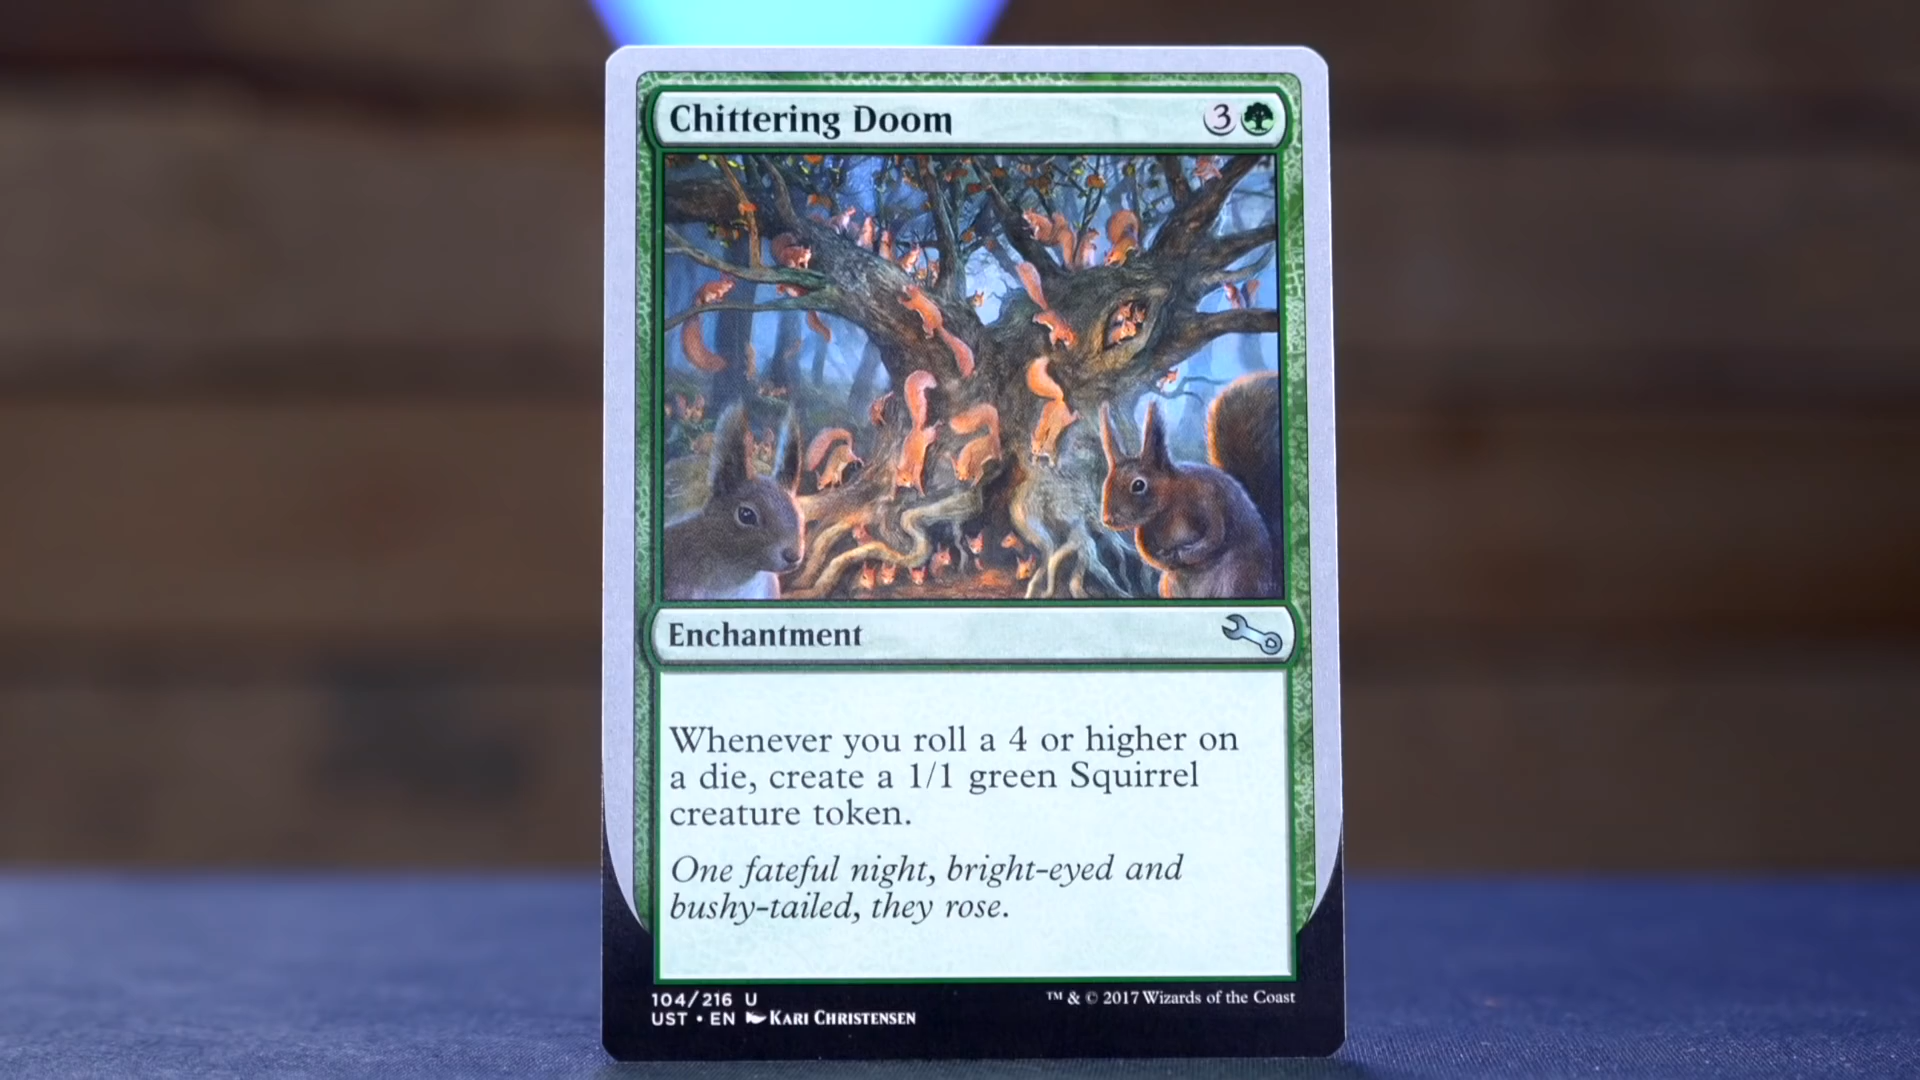 Chittering Doom 3
Enchantment
Whenever you roll a 4 or higher on
a die, create a 1/1 green Squirrel
creature token.
One fateful night, bright-eyed and
bushy-tailed, they rose.
104/216 U
™ & © 2017 Wizards of the Coast
UST • EN Kari Christensen